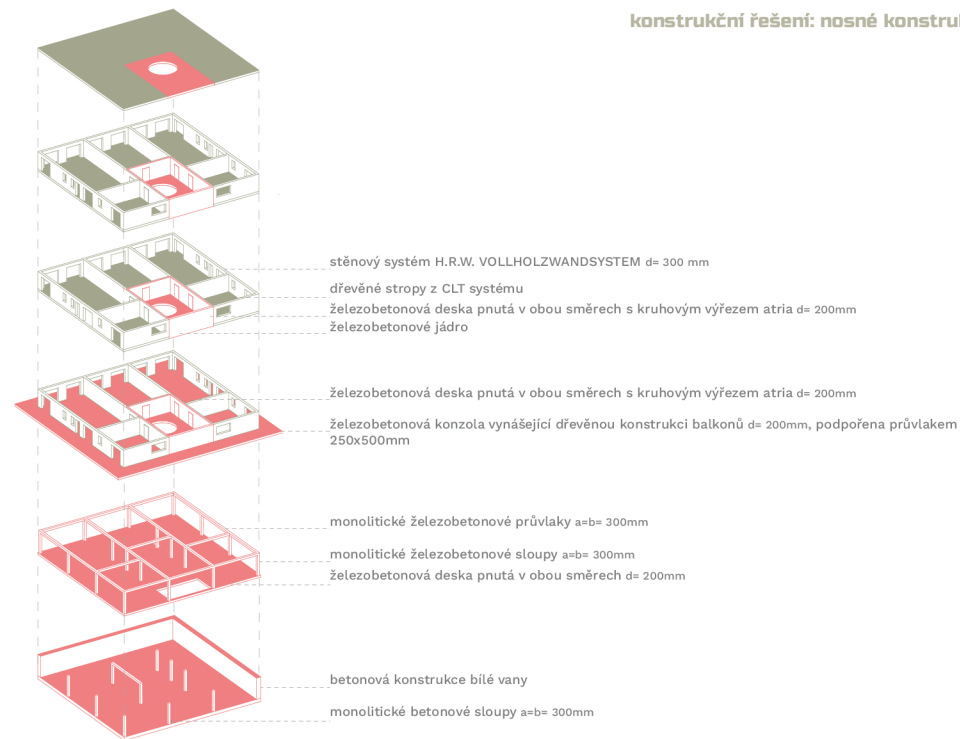 konstrukční řešení: nosné
stěnový systém H.R.W. VOLLHOLZWANDSYSTEM d= 300 mm
dřevěné stropy z CLT systému
železobetonová deska pnutá v obou směrech s kruhovým výřezem atria d= 200mm
železobetonové jádro
železobetonová deska pnutá v obou směrech s kruhovým výřezem atria d= 200mm
železobetonová konzola vynášející dřevěnou konstrukci balkonů d= 200mm, podpořena průvlakem
250x500mm
monolitické železobetonové průvlaky a=b= 300mm
monolitické železobetonové sloupy a=b= 300mm
železobetonová deska pnutá v obou směrech d= 200mm
betonová konstrukce bílé vany
monolitické betonové sloupy a=b= 300mm